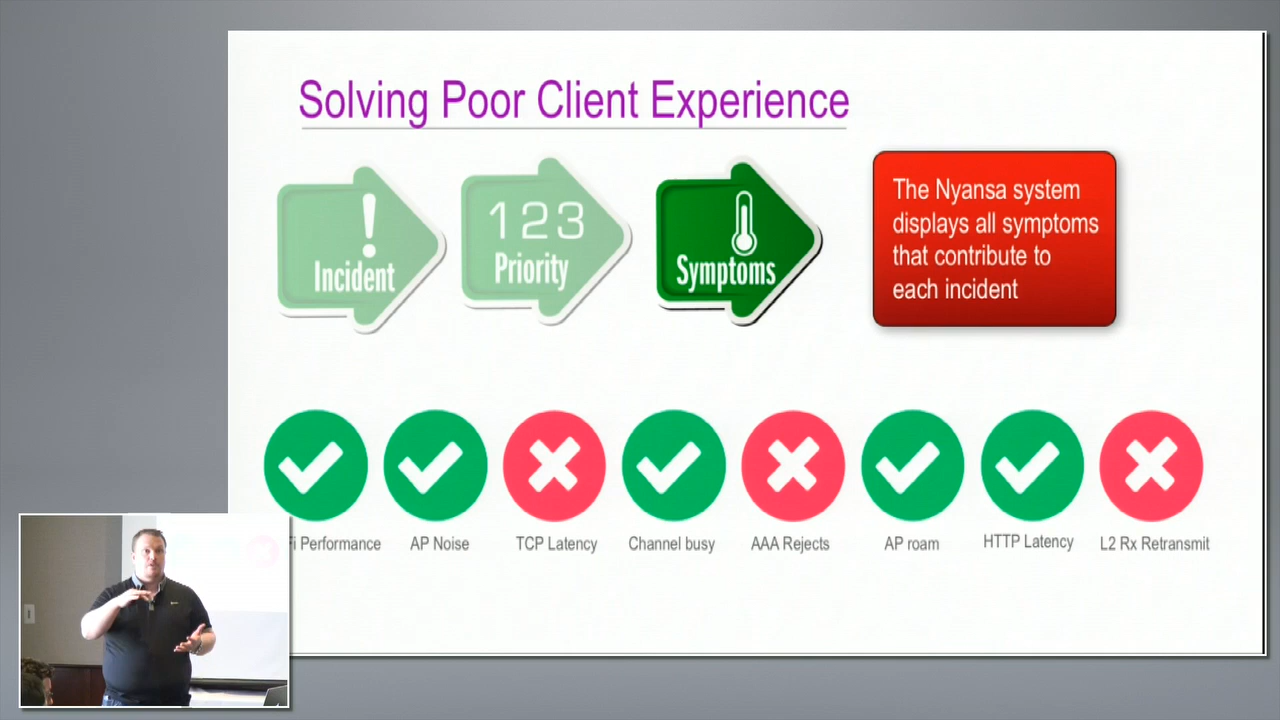 Solving Poor Client Experience
Incident
123
Priority
Symptoms
The Nyansa system
displays all symptoms
that contribute to
each incident
Fi Performance
AP Noise
TCP Latency
Channel busy
AAA Rejects
AP roam
HTTP Latency
L2 Rx Retransmit